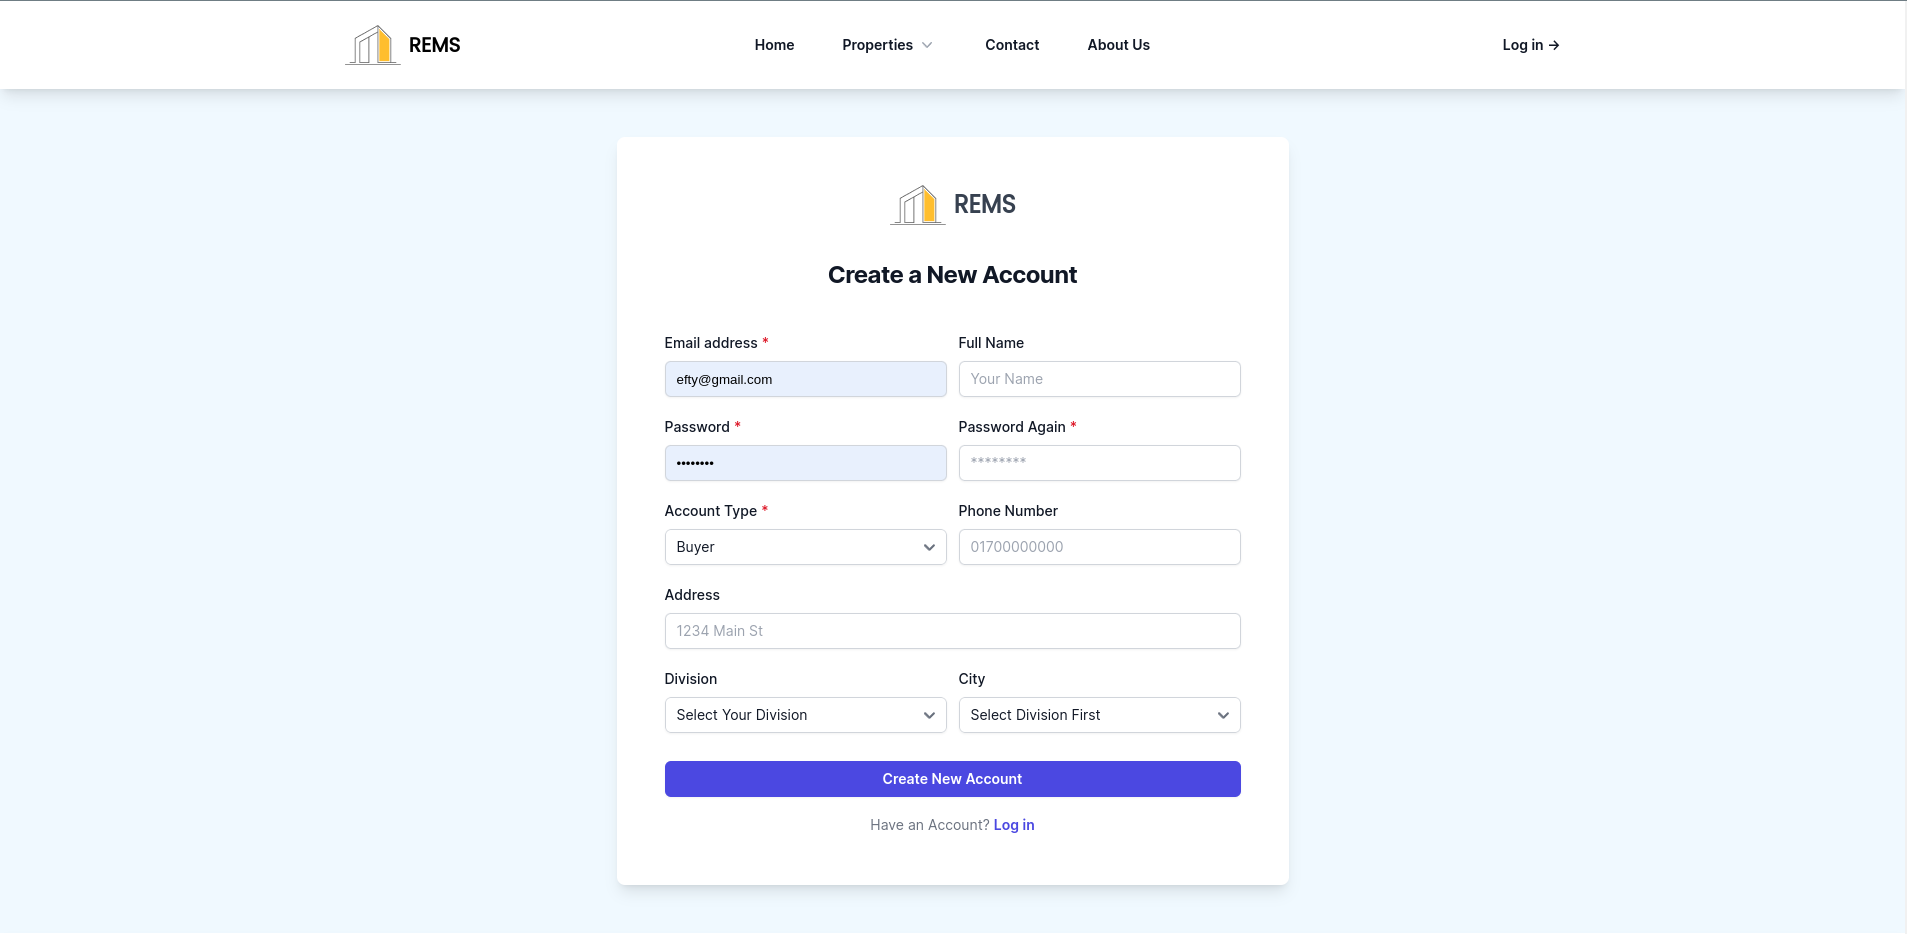 REMS Home Properties Contact About Us Log in →
REMS
Create a New Account
Email address * Full Name
efty@gmail.com Your Name
Password * Password Again *
•••••••• ********
Account Type * Phone Number
Buyer 01700000000
Address
1234 Main St
Division City
Select Your Division Select Division First
Create New Account
Have an Account? Log in